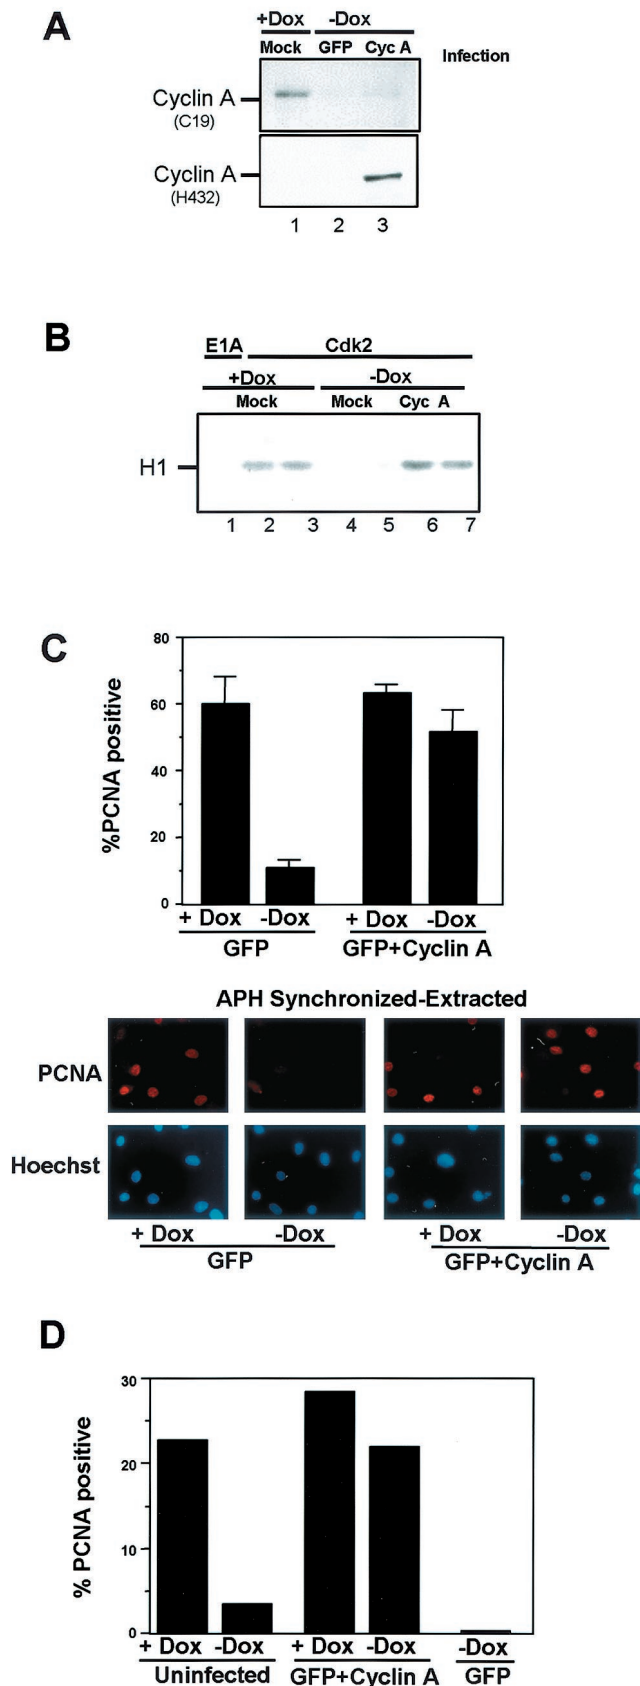 A
+Dox -Dox
Mock GFP Cyc A Infection
Cyclin A
(C19)
Cyclin A
(H432)
1 2 3
B
E1A Cdk2
+Dox -Dox
Mock Mock Cyc A
H1
1 2 3 4 5 6 7
C
80
60
40
20
0
%PCNA positive
+ Dox -Dox + Dox -Dox
GFP GFP+Cyclin A
APH Synchronized-Extracted
PCNA
Hoechst
+ Dox -Dox + Dox -Dox
GFP GFP+Cyclin A
D
30
20
10
0
% PCNA positive
+ Dox -Dox + Dox -Dox -Dox
Uninfected GFP+Cyclin A GFP